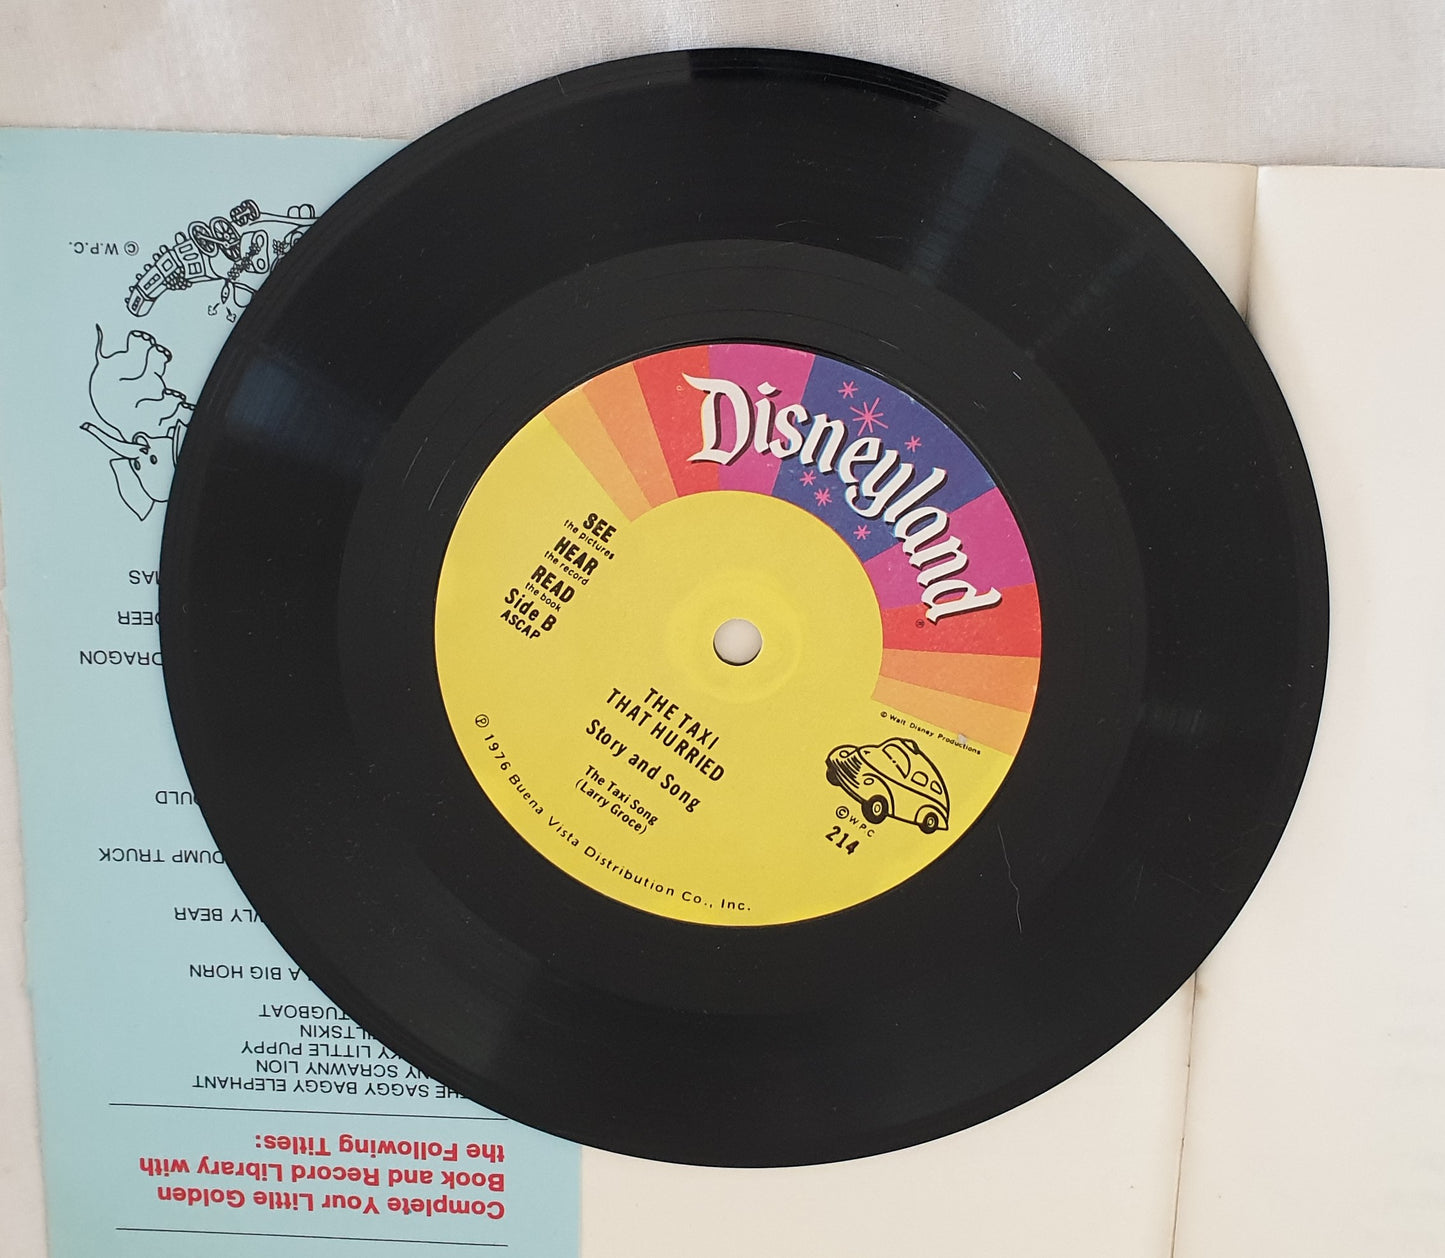 Disneyland
®
SEE
the pictures
HEAR
the record
READ
the book
Side B
ASCAP
THE TAXI
THAT HURRIED
Story and Song
The Taxi Song
(Larry Groce)
© Walt Disney Productions
© W P C
214
℗ 1976 Buena Vista Distribution Co., Inc.
Complete Your Little Golden
Book and Record Library with
the Following Titles:
THE SAGGY BAGGY ELEPHANT
SCRAWNY LION
LITTLE PUPPY
TUGBOAT
A BIG HORN
BEAR
DUMP TRUCK
DRAGON
© W.P.C.